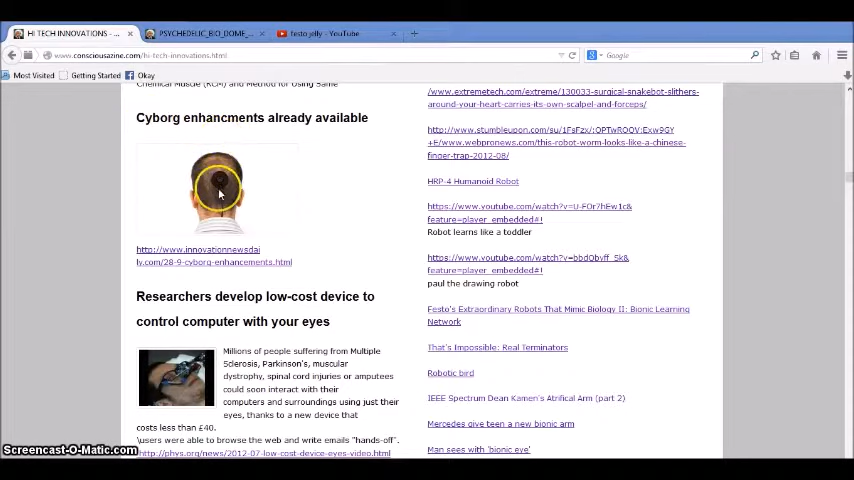 HI TECH INNOVATIONS - ...
PSYCHEDELIC_BIO_DOME_...
festo jelly - YouTube
www.consciousazine.com/hi-tech-innovations.html
Google
Most Visited
Getting Started
Okay
Chemical Muscle (RCM) and Method for Using Same
Cyborg enhancments already available
http://www.innovationnewsdai
ly.com/28-9-cyborg-enhancements.html
Researchers develop low-cost device to
control computer with your eyes
Millions of people suffering from Multiple
Sclerosis, Parkinson's, muscular
dystrophy, spinal cord injuries or amputees
could soon interact with their
computers and surroundings using just their
eyes, thanks to a new device that
costs less than £40.
\users were able to browse the web and write emails "hands-off".
http://phys.org/news/2012-07-low-cost-device-eyes-video.html
/www.extremetech.com/extreme/130033-surgical-snakebot-slithers-
around-your-heart-carries-its-own-scalpel-and-forceps/
http://www.stumbleupon.com/su/1FsFzx/:QPTwROQV:Exw9GY
+E/www.webpronews.com/this-robot-worm-looks-like-a-chinese-
finger-trap-2012-08/
HRP-4 Humanoid Robot
https://www.youtube.com/watch?v=U-FOr7hEw1c&
feature=player_embedded#!
Robot learns like a toddler
https://www.youtube.com/watch?v=bbdQbyff_Sk&
feature=player_embedded#!
paul the drawing robot
Festo's Extraordinary Robots That Mimic Biology II: Bionic Learning
Network
That's Impossible: Real Terminators
Robotic bird
IEEE Spectrum Dean Kamen's Atrifical Arm (part 2)
Mercedes give teen a new bionic arm
Man sees with 'bionic eye'
Screencast-O-Matic.com